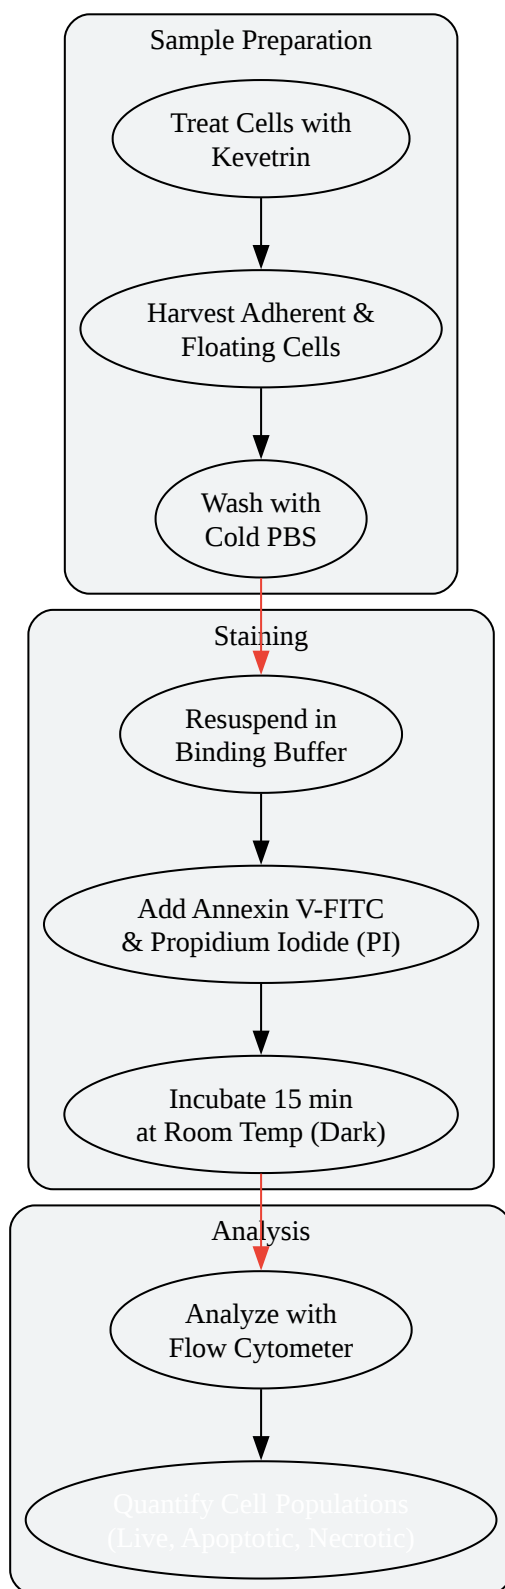 Sample Preparation
Treat Cells with
Kevetrin
Harvest Adherent &
Floating Cells
Wash with
Cold PBS
Staining
Resuspend in
Binding Buffer
Add Annexin V-FITC
& Propidium Iodide (PI)
Incubate 15 min
at Room Temp (Dark)
Analysis
Analyze with
Flow Cytometer
Quantify Cell Populations
(Live, Apoptotic, Necrotic)